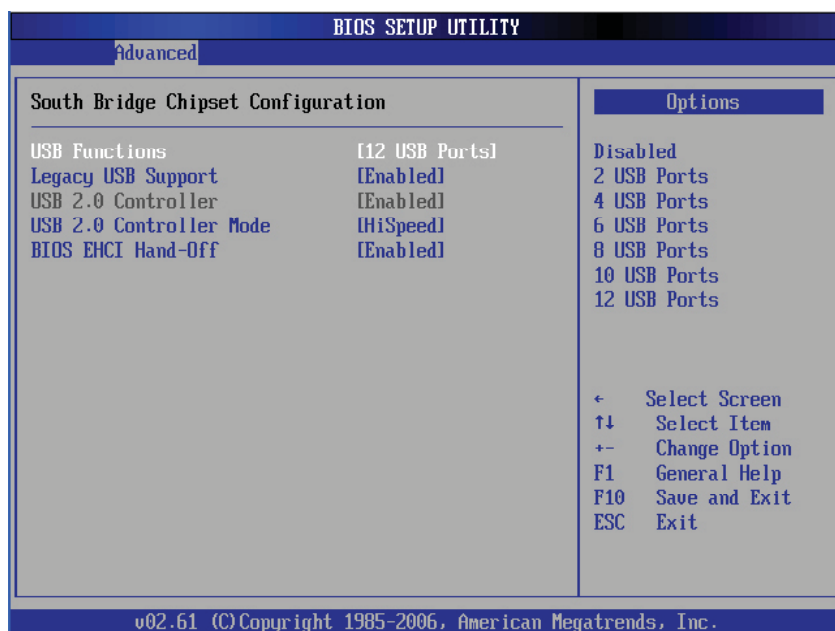 BIOS SETUP UTILITY
Advanced
South Bridge Chipset Configuration
USB Functions [12 USB Ports]
Legacy USB Support [Enabled]
USB 2.0 Controller [Enabled]
USB 2.0 Controller Mode [HiSpeed]
BIOS EHCI Hand-Off [Enabled]
Options
Disabled
2 USB Ports
4 USB Ports
6 USB Ports
8 USB Ports
10 USB Ports
12 USB Ports
← Select Screen
↑↓ Select Item
+- Change Option
F1 General Help
F10 Save and Exit
ESC Exit
v02.61 (C)Copyright 1985-2006, American Megatrends, Inc.